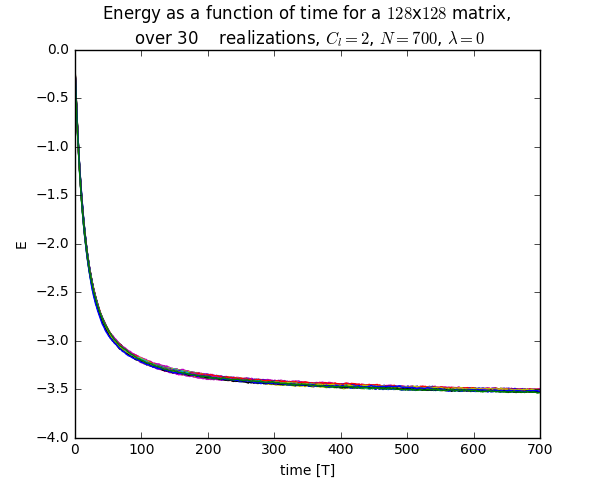 Energy as a function of time for a 128x128 matrix,
over 30 realizations, C_l = 2, N = 700, λ = 0
0.0
−0.5
−1.0
−1.5
−2.0
−2.5
−3.0
−3.5
−4.0
E
0 100 200 300 400 500 600 700
time [T]